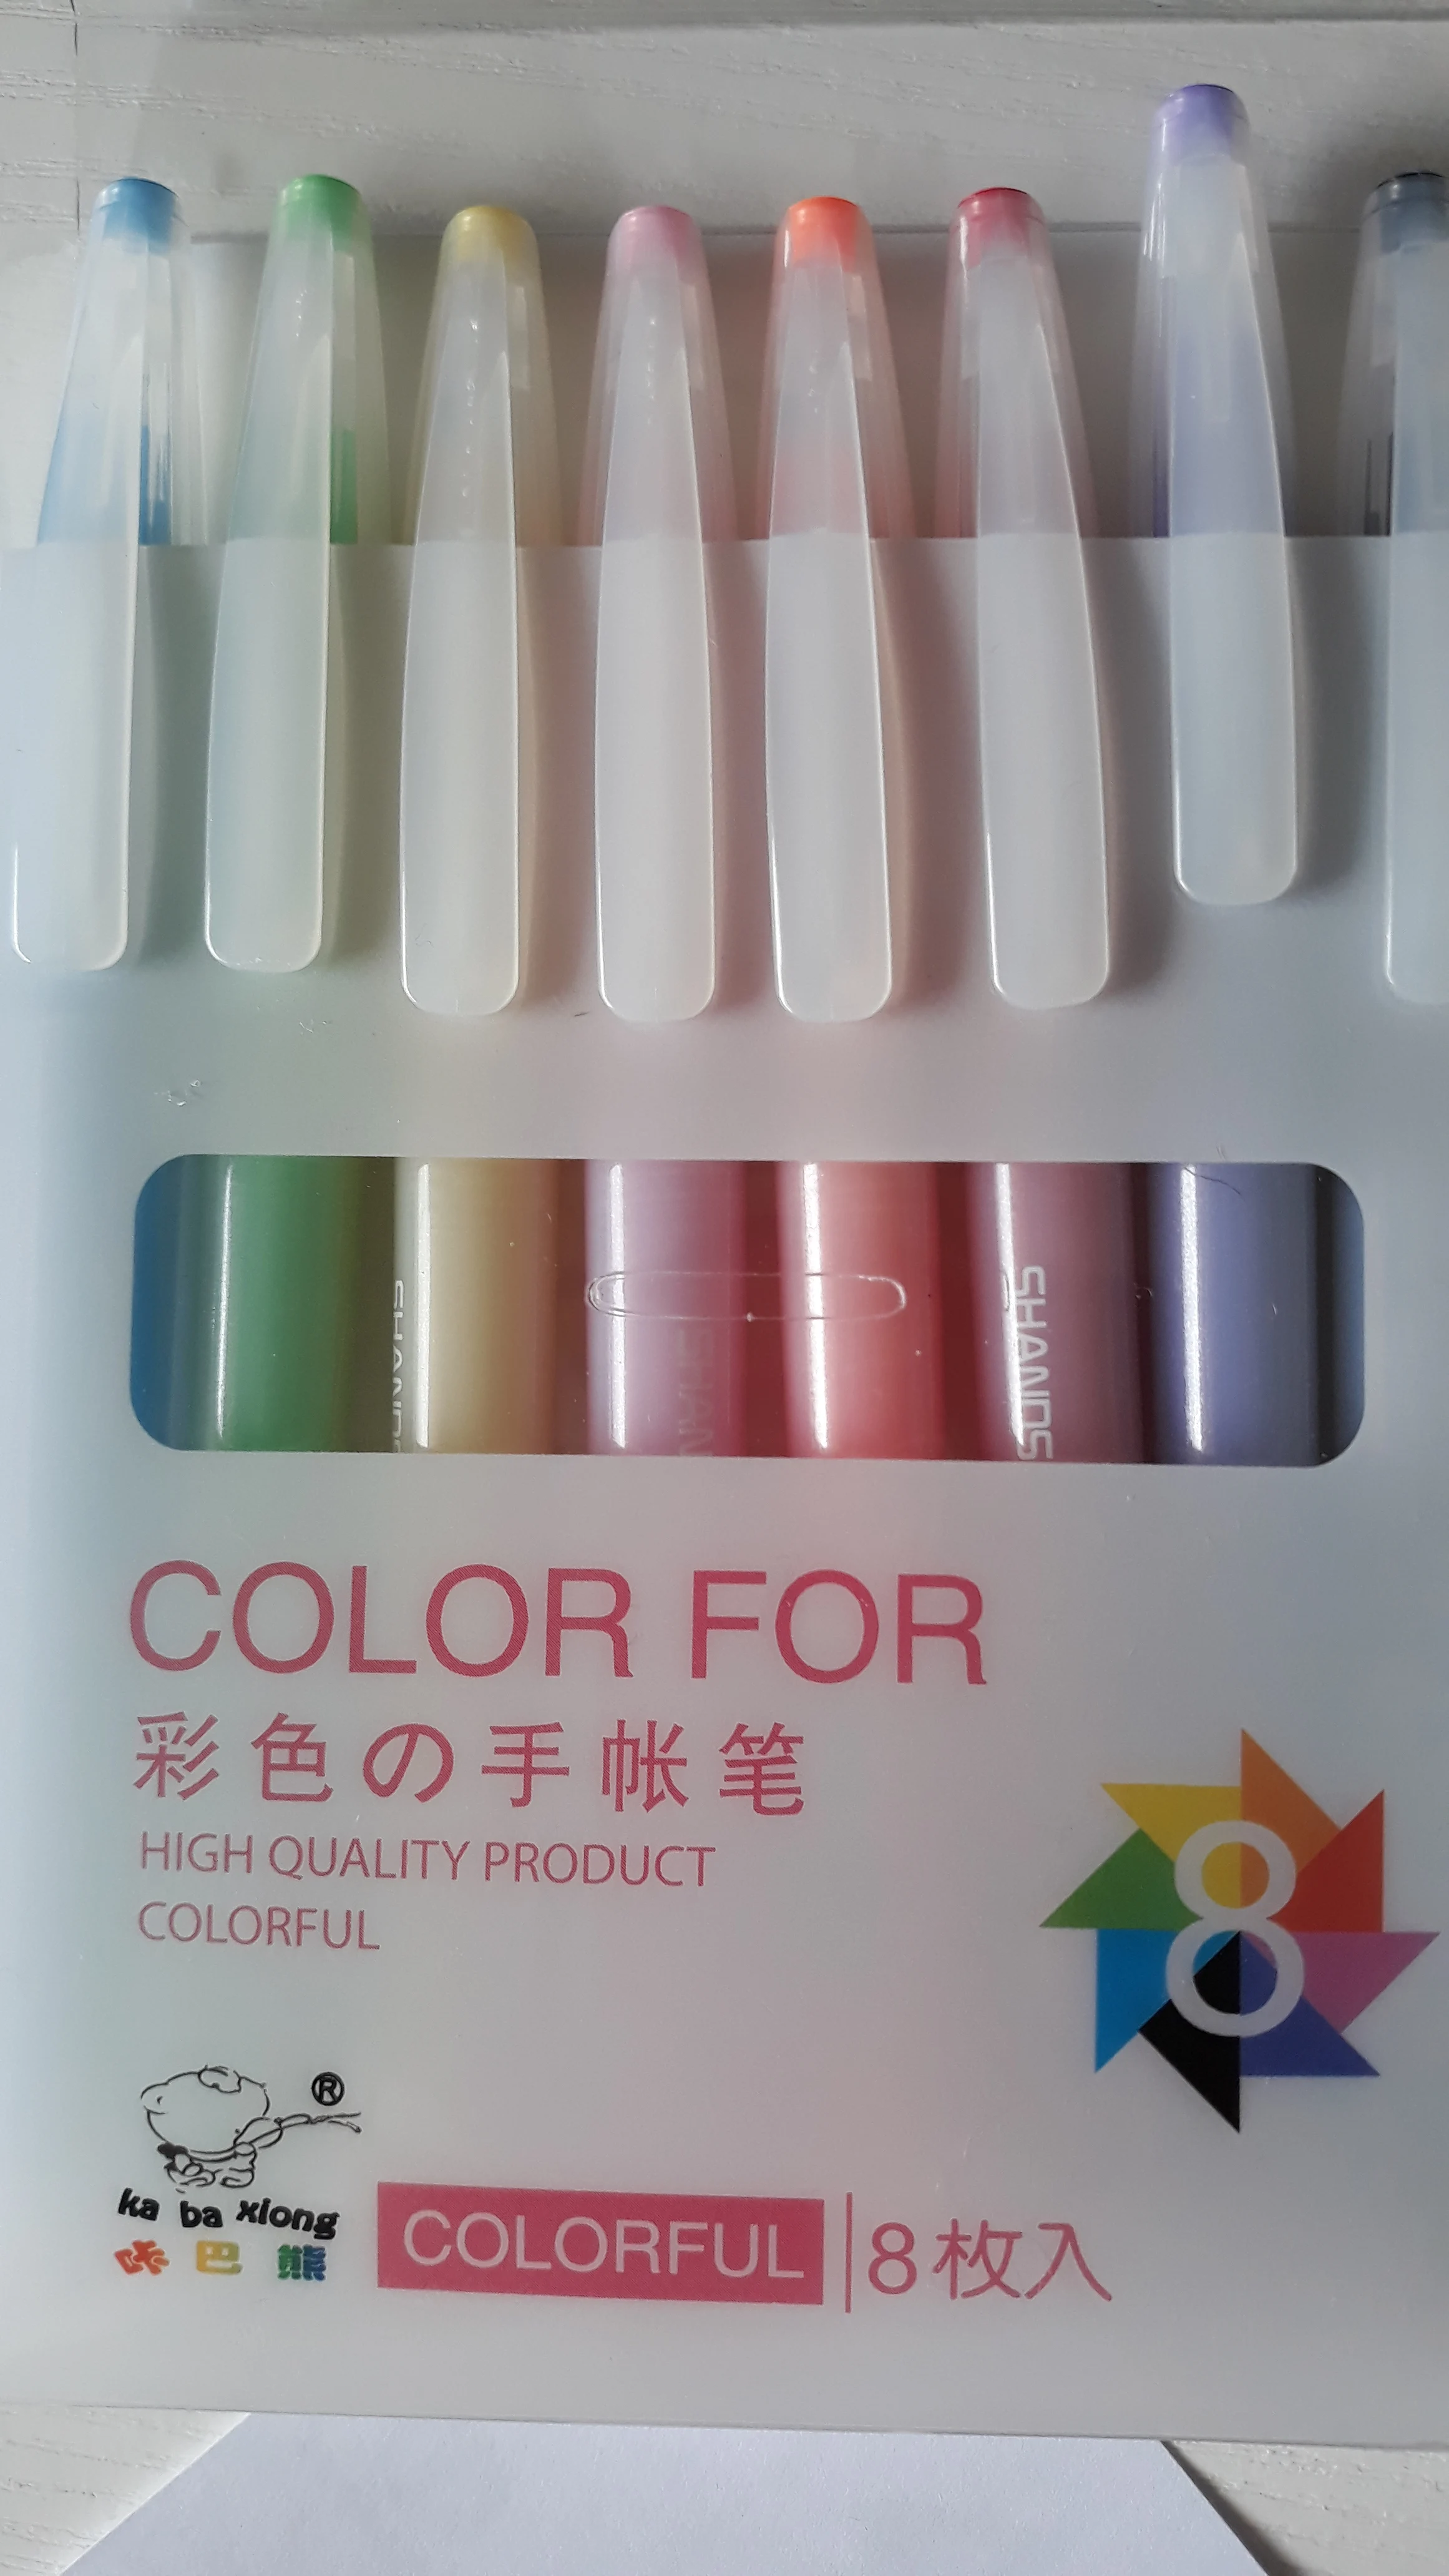 SHANDS
COLOR FOR
彩色の手帐笔
HIGH QUALITY PRODUCT
COLORFUL
8
®
ka ba xiong
咔巴熊
COLORFUL
8枚入